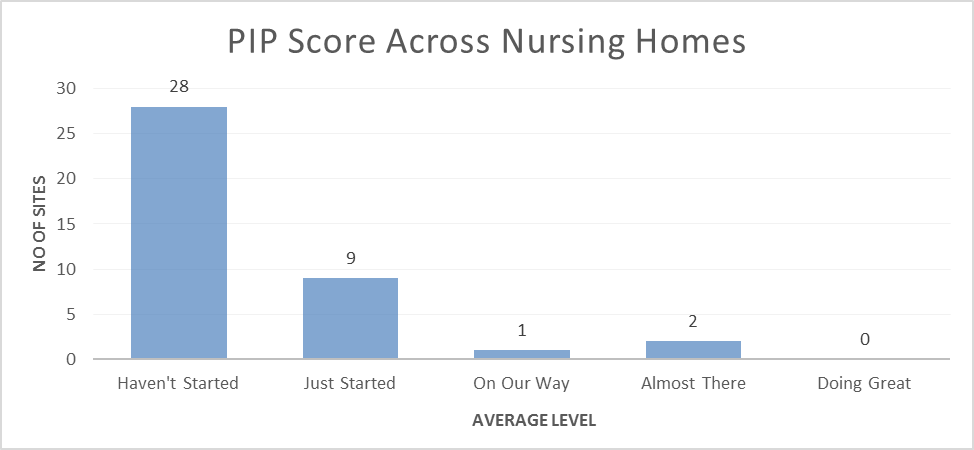 PIP Score Across Nursing Homes
30
25
20
15
10
5
0
NO OF SITES
28
9
1
2
0
Haven't Started
Just Started
On Our Way
Almost There
Doing Great
AVERAGE LEVEL